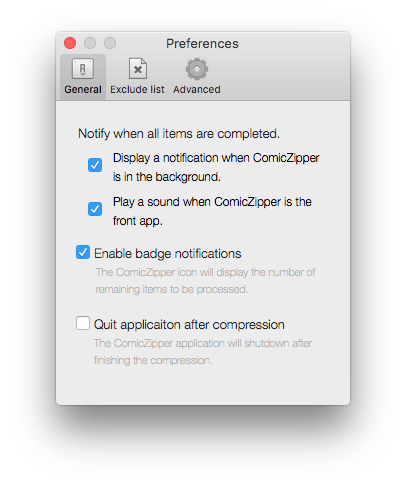 Preferences
General Exclude list Advanced
Notify when all items are completed.
Display a notification when ComicZipper
is in the background.
Play a sound when ComicZipper is the
front app.
Enable badge notifications
The ComicZipper icon will display the number of
remaining items to be processed.
Quit applicaiton after compression
The ComicZipper application will shutdown after
finishing the compression.